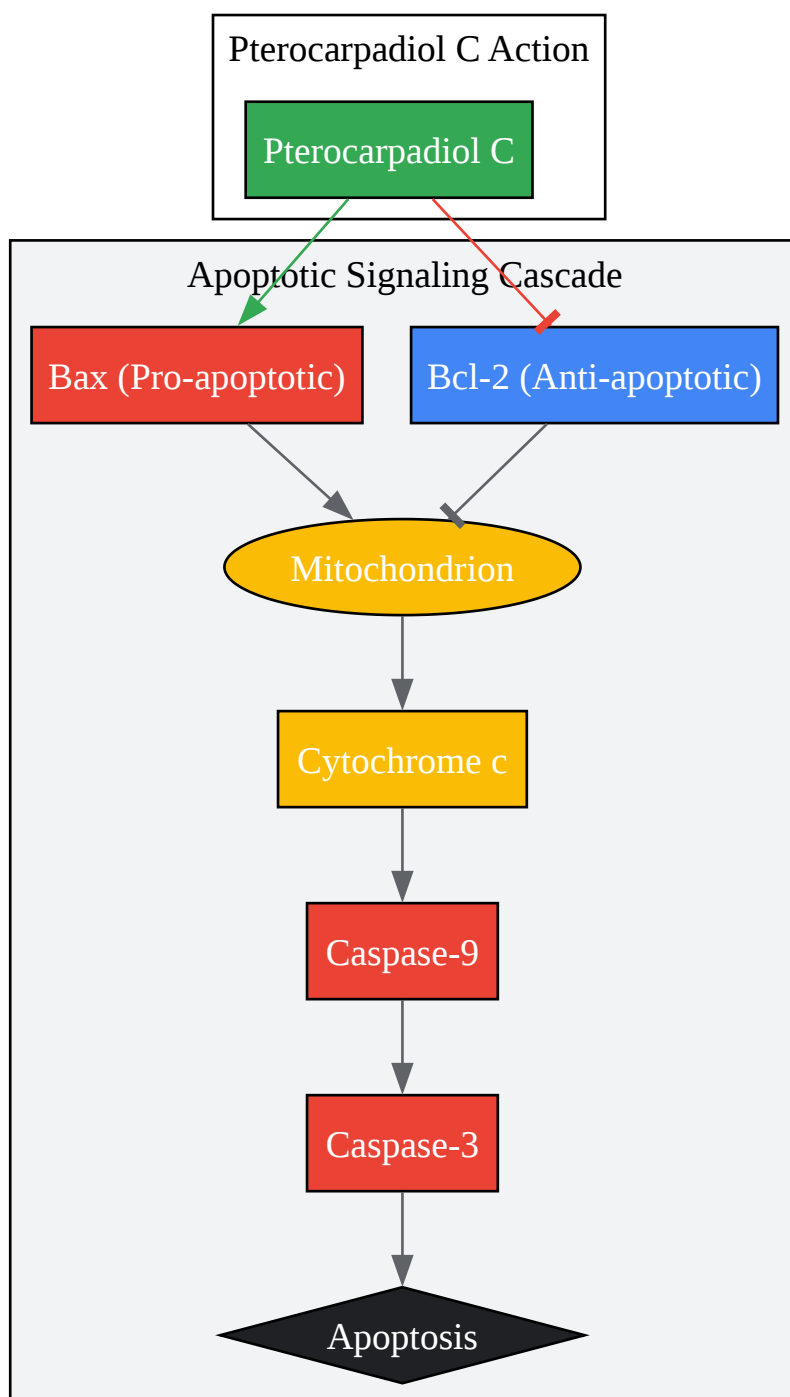 Pterocarpadiol C Action
Pterocarpadiol C
Apoptotic Signaling Cascade
Bax (Pro-apoptotic)
Bcl-2 (Anti-apoptotic)
Mitochondrion
Cytochrome c
Caspase-9
Caspase-3
Apoptosis